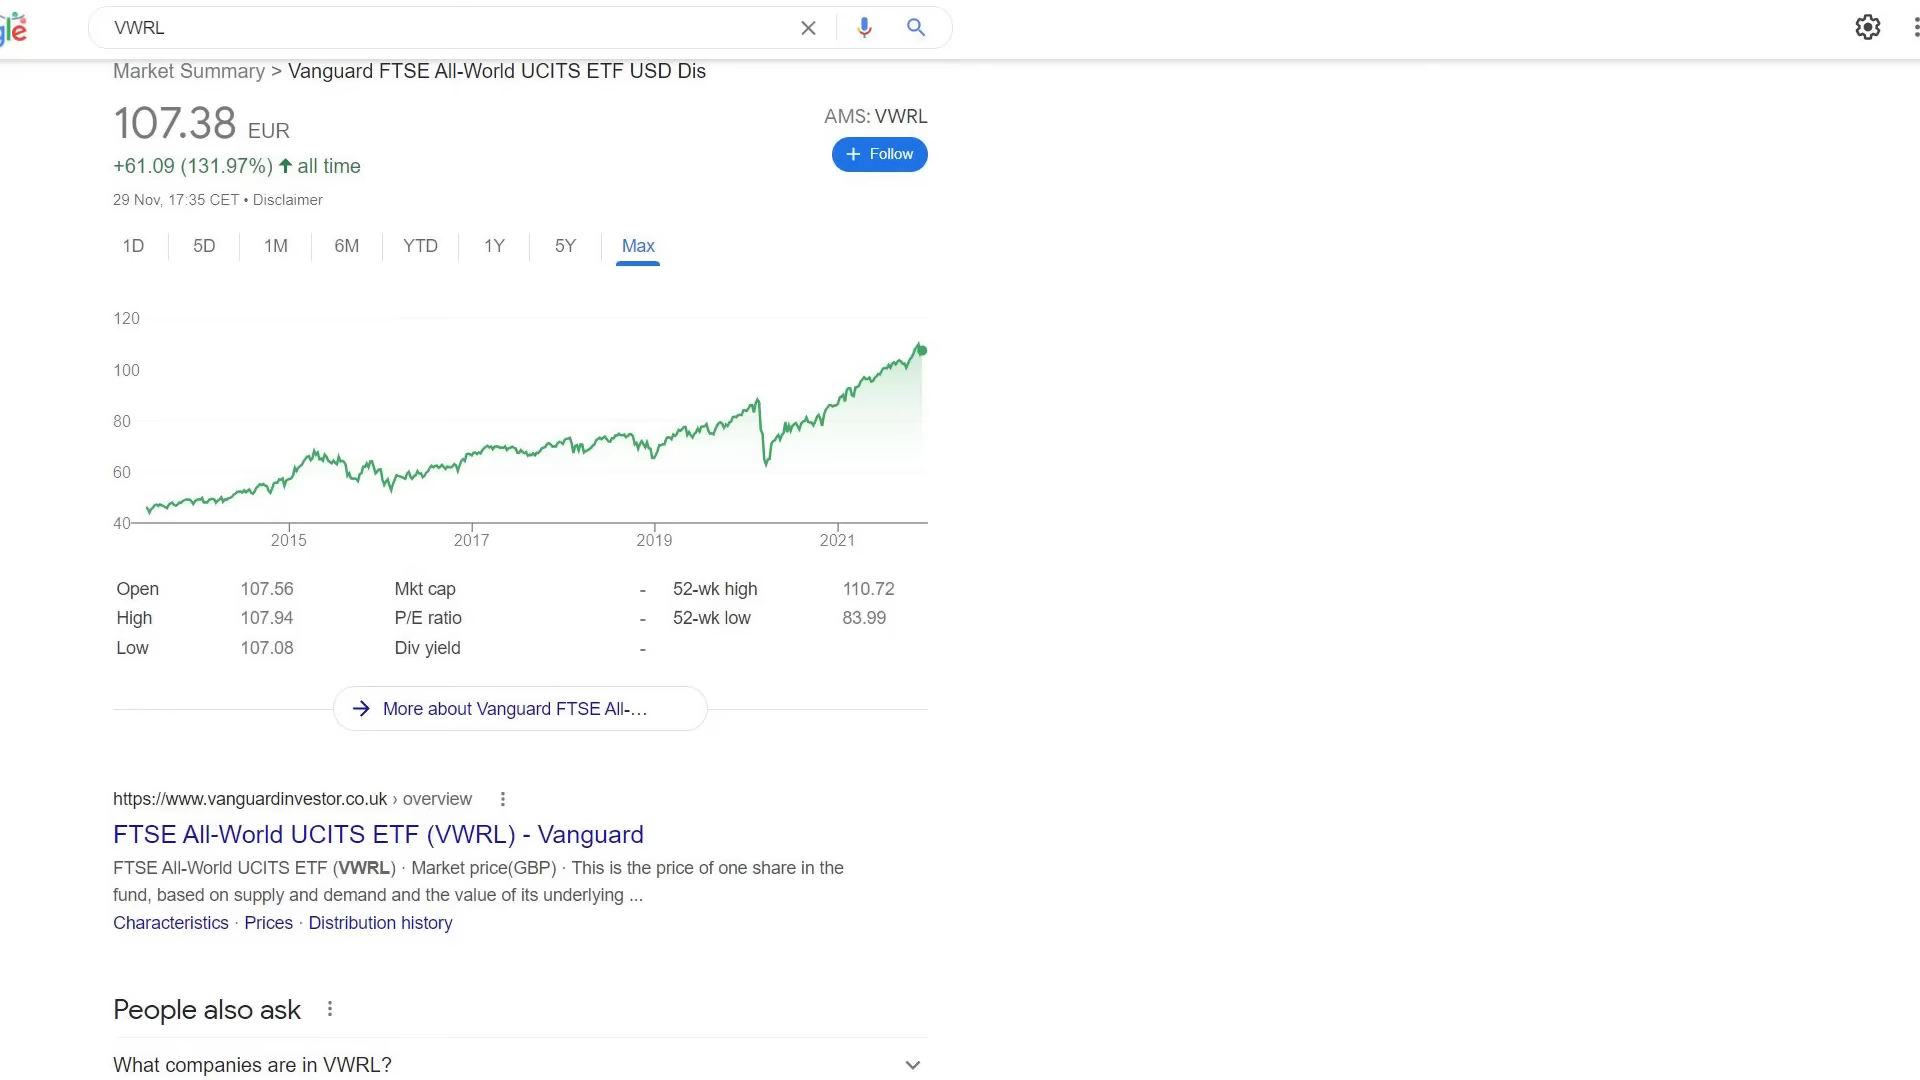 gle
VWRL
Market Summary > Vanguard FTSE All-World UCITS ETF USD Dis
107.38 EUR
AMS: VWRL
+ Follow
+61.09 (131.97%) all time
29 Nov, 17:35 CET • Disclaimer
1D 5D 1M 6M YTD 1Y 5Y Max
120
100
80
60
40
2015 2017 2019 2021
Open 107.56 Mkt cap - 52-wk high 110.72
High 107.94 P/E ratio - 52-wk low 83.99
Low 107.08 Div yield -
More about Vanguard FTSE All-...
https://www.vanguardinvestor.co.uk › overview
FTSE All-World UCITS ETF (VWRL) - Vanguard
FTSE All-World UCITS ETF (VWRL) · Market price(GBP) · This is the price of one share in the
fund, based on supply and demand and the value of its underlying ...
Characteristics · Prices · Distribution history
People also ask
What companies are in VWRL?